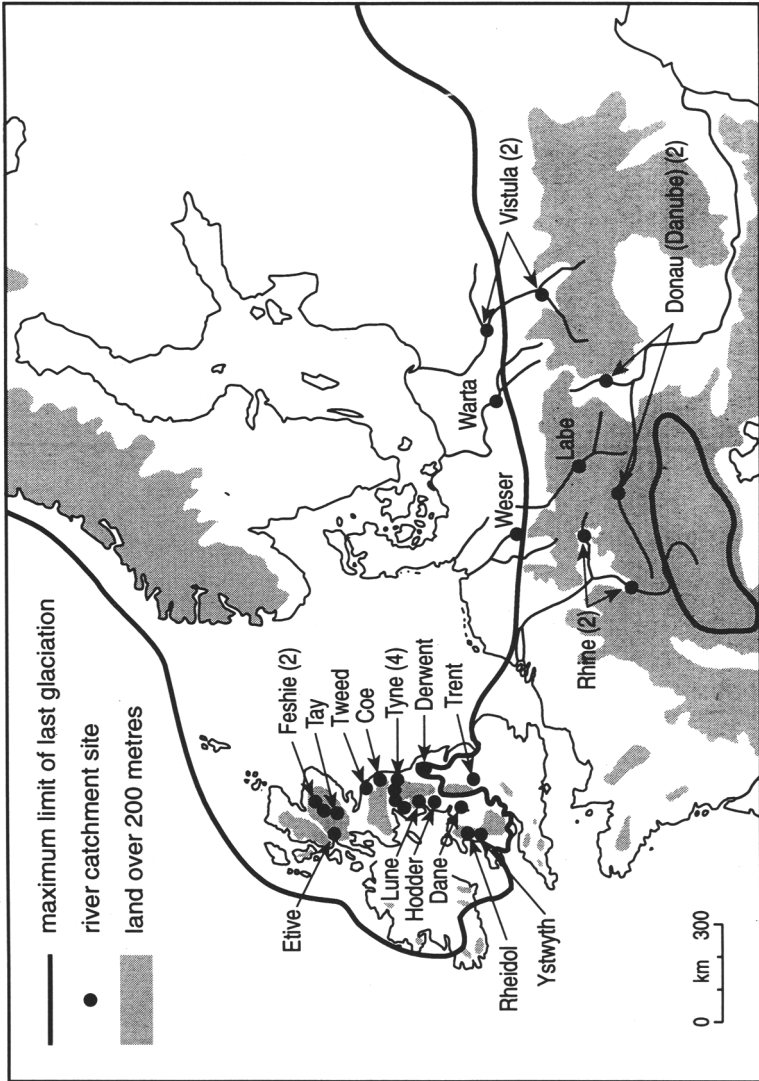 maximum limit of last glaciation
river catchment site
land over 200 metres
Feshie (2)
Tay
Tweed
Coe
Tyne (4)
Derwent
Trent
Etive
Lune
Hodder
Dane
Rheidol
Ystwyth
Weser
Warta
Vistula (2)
Labe
Rhine (2)
Donau (Danube) (2)
0 km 300